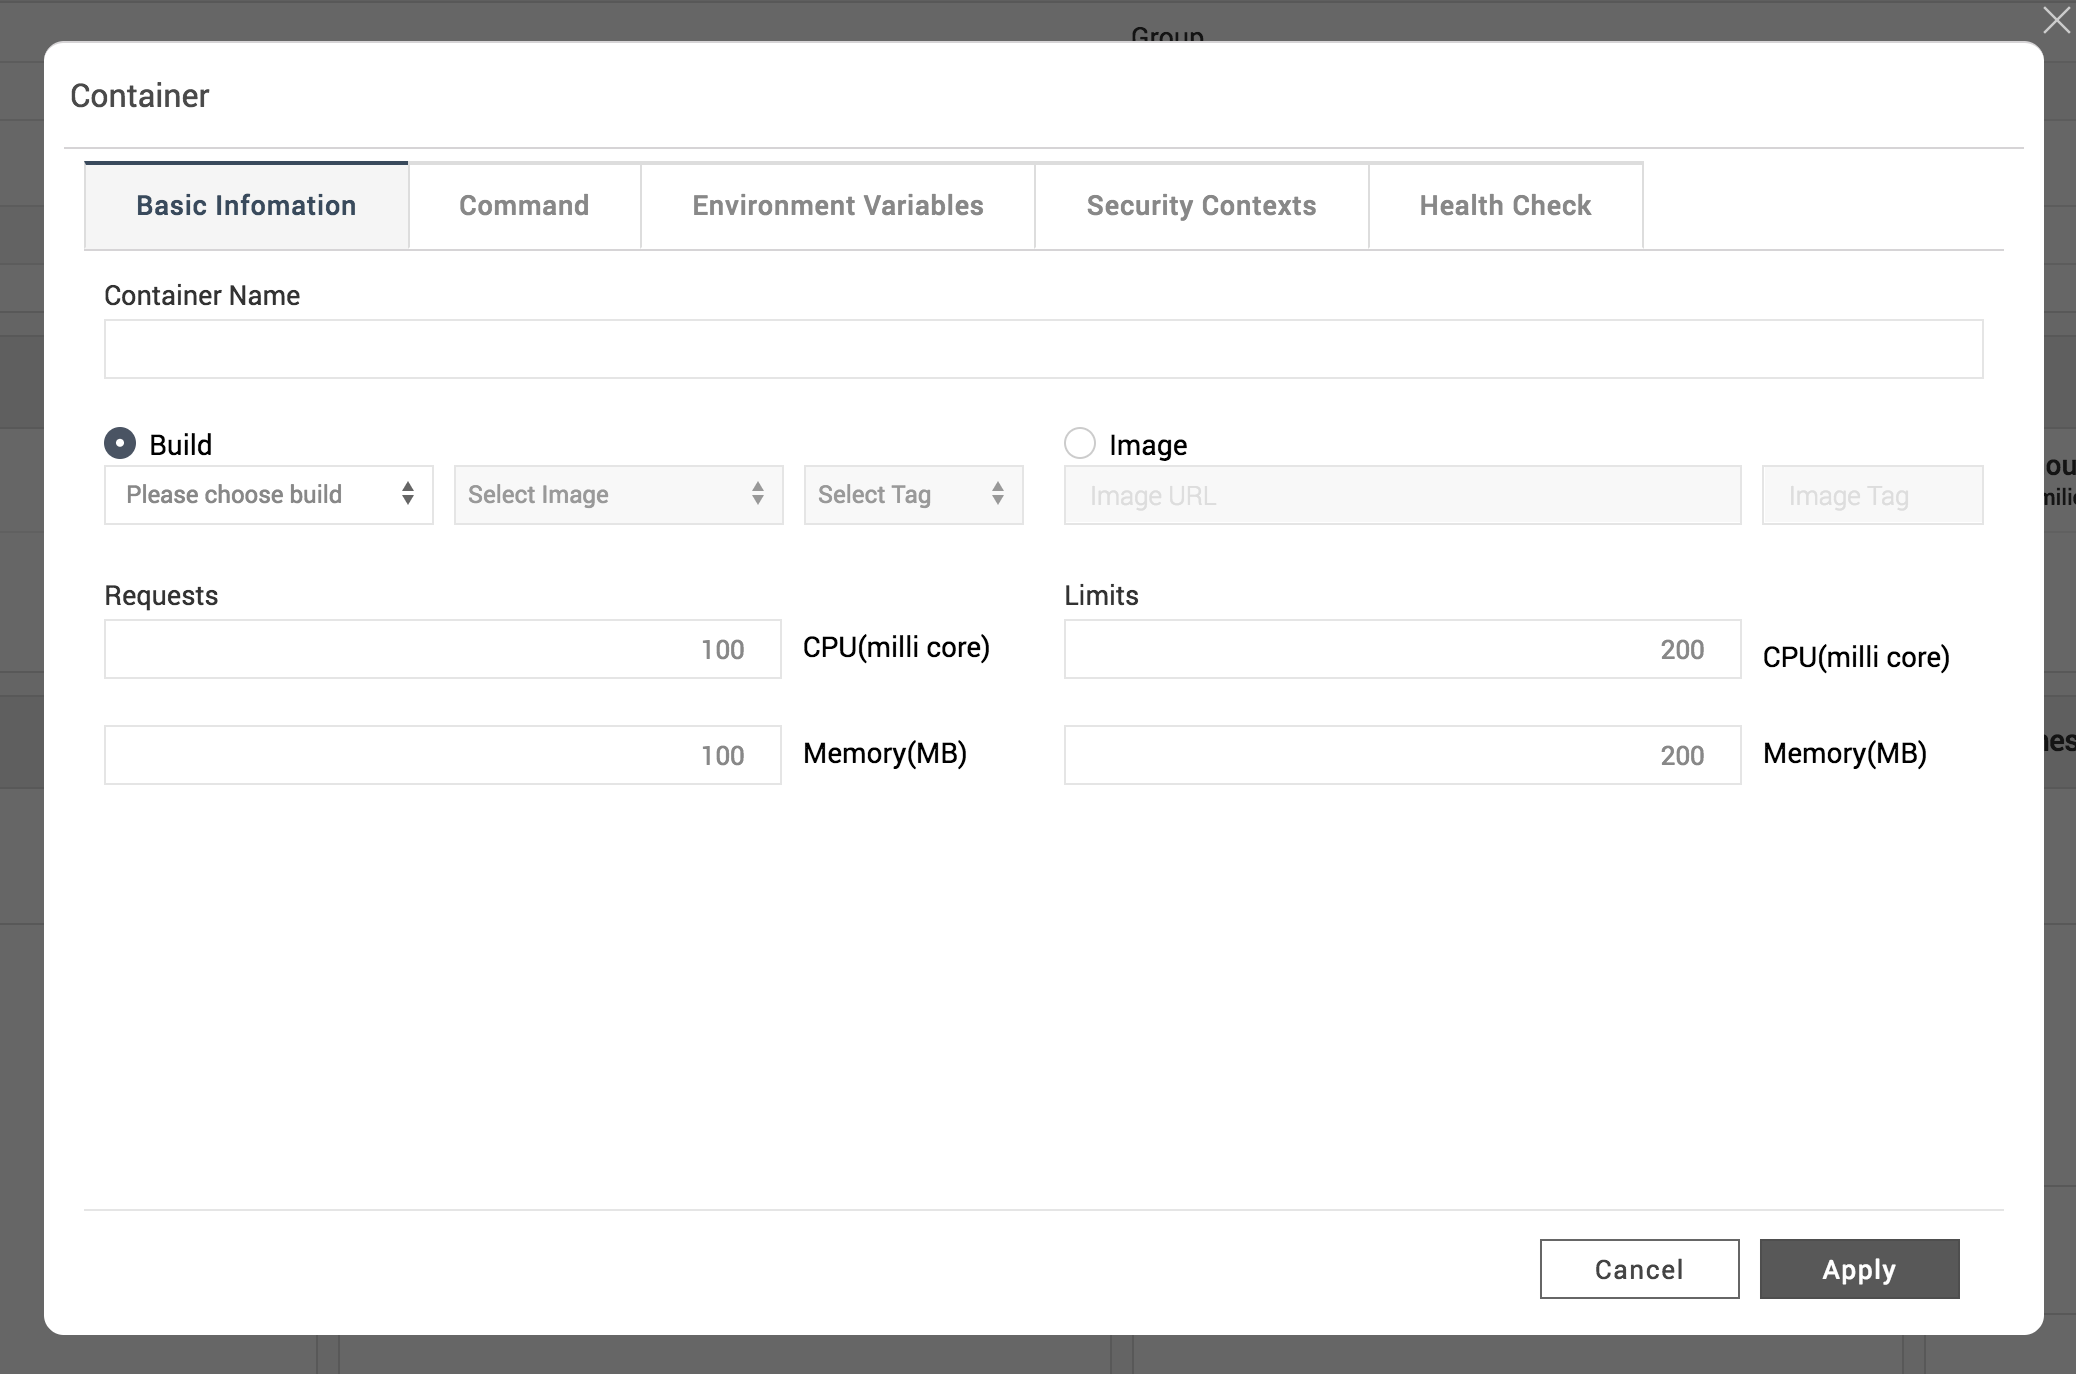 Group
Container
Basic Infomation
Command
Environment Variables
Security Contexts
Health Check
Container Name
Build
Image
Please choose build
Select Image
Select Tag
Image URL
Image Tag
Requests
Limits
100
CPU(milli core)
200
CPU(milli core)
100
Memory(MB)
200
Memory(MB)
Cancel
Apply